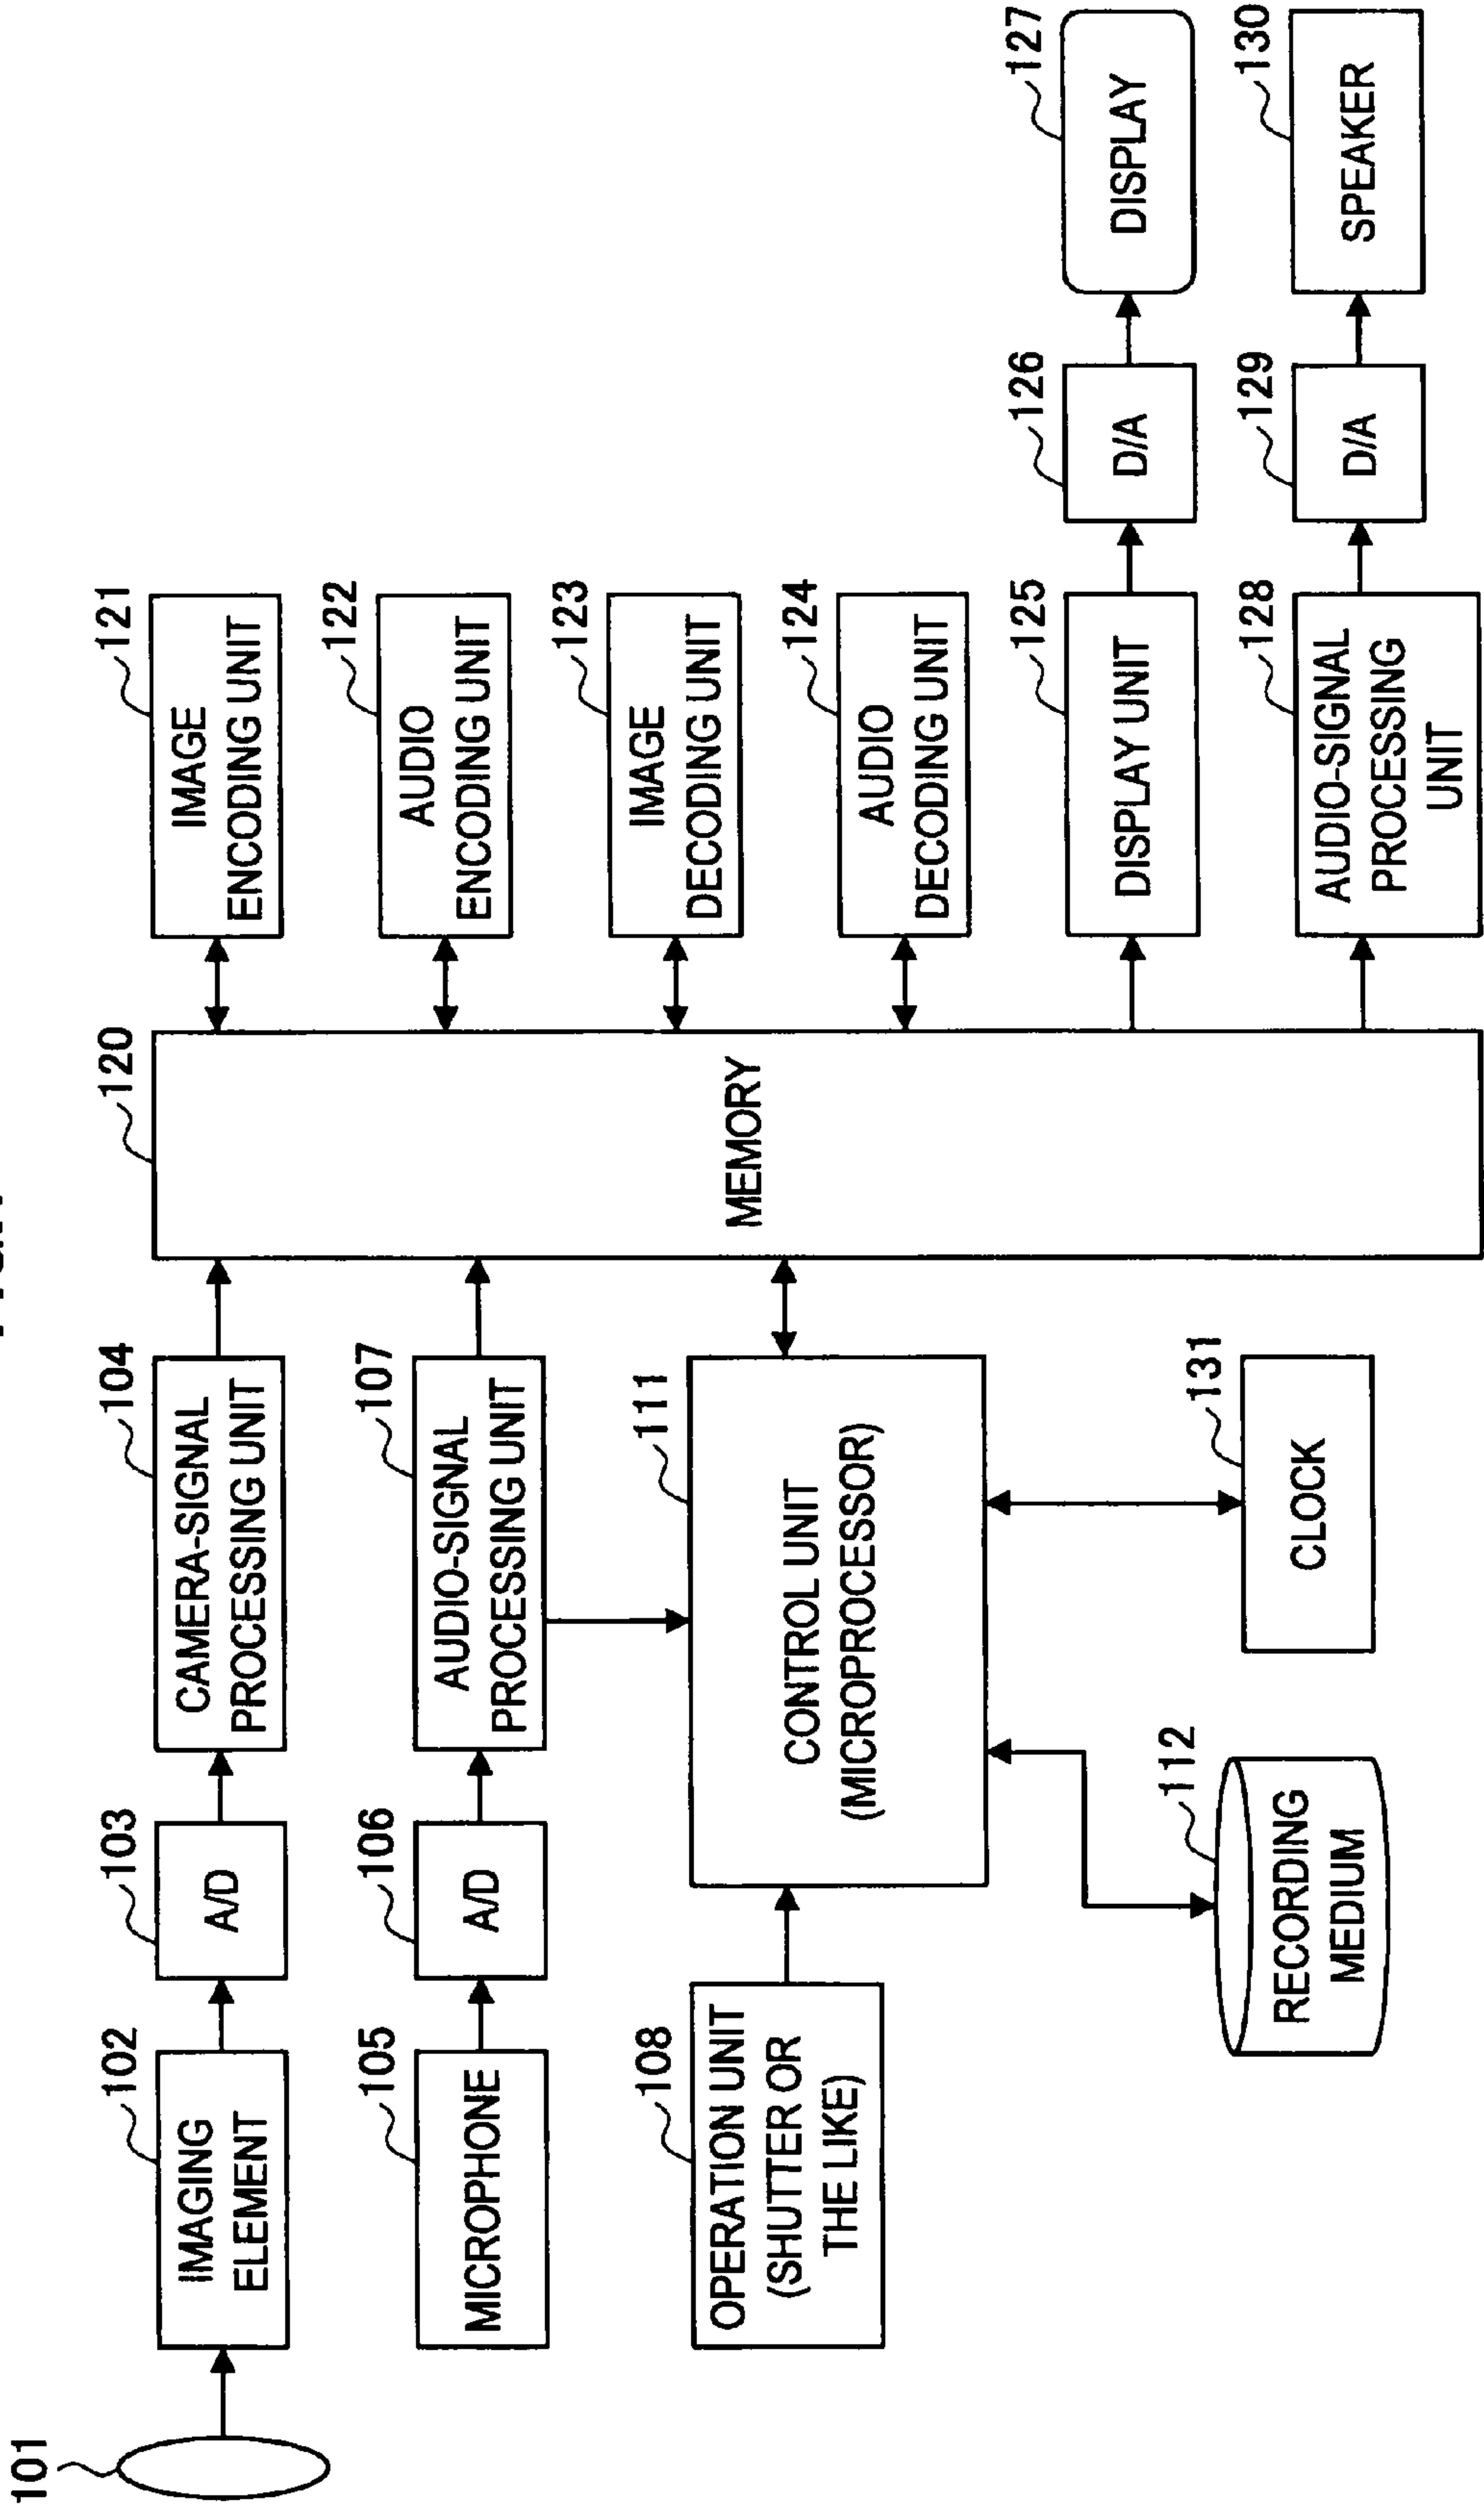 101
102
IMAGING
ELEMENT
103
A/D
104
CAMERA-SIGNAL
PROCESSING UNIT
105
MICROPHONE
106
A/D
107
AUDIO-SIGNAL
PROCESSING UNIT
108
OPERATION UNIT
(SHUTTER OR
THE LIKE)
111
CONTROL UNIT
(MICROPROCESSOR)
112
RECORDING
MEDIUM
131
CLOCK
120
MEMORY
121
IMAGE
ENCODING UNIT
122
AUDIO
ENCODING UNIT
123
IMAGE
DECODING UNIT
124
AUDIO
DECODING UNIT
125
DISPLAY UNIT
126
D/A
127
DISPLAY
128
AUDIO-SIGNAL
PROCESSING
UNIT
129
D/A
130
SPEAKER